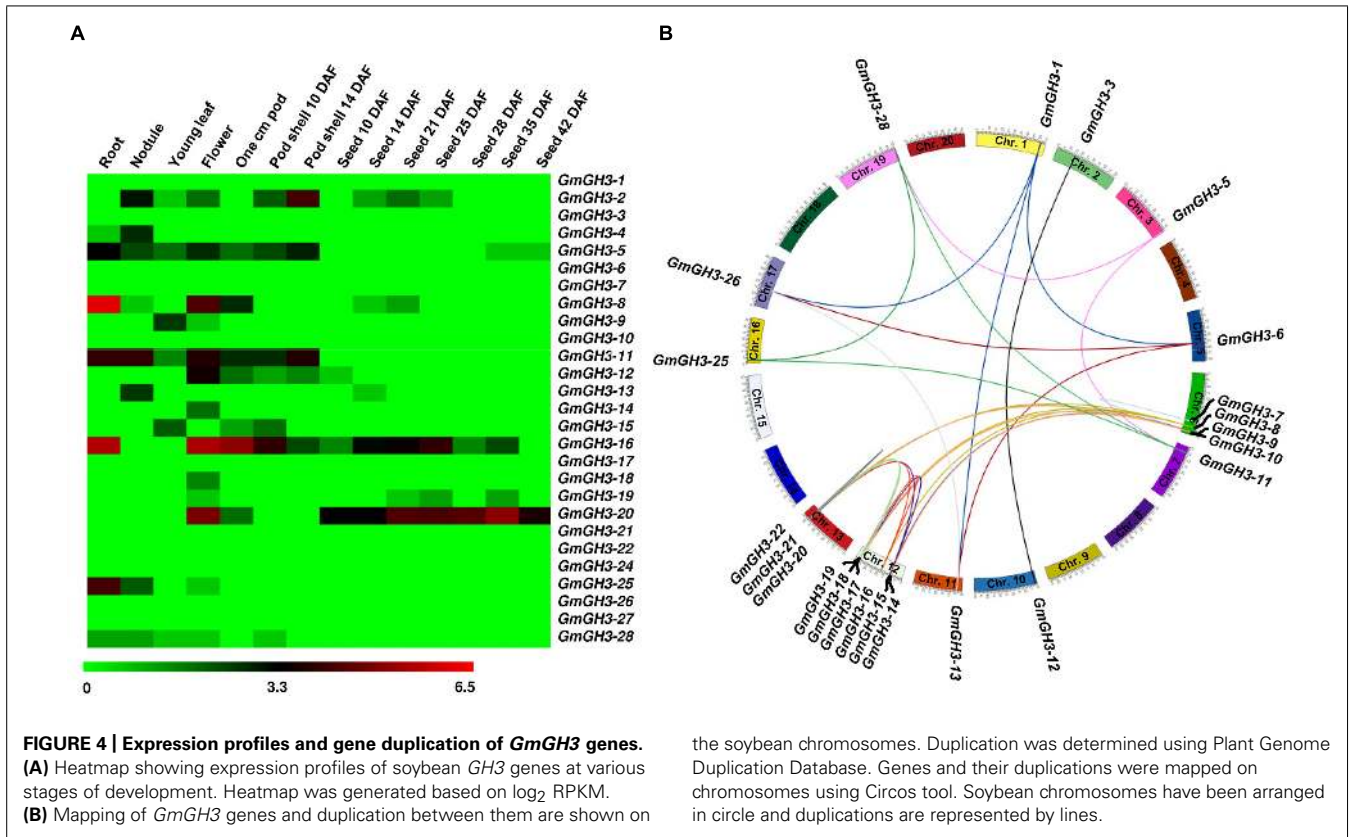 A
Root
Nodule
Young leaf
Flower
One cm pod
Pod shell 10 DAF
Pod shell 14 DAF
Seed 10 DAF
Seed 14 DAF
Seed 21 DAF
Seed 25 DAF
Seed 28 DAF
Seed 35 DAF
Seed 42 DAF
GmGH3-1
GmGH3-2
GmGH3-3
GmGH3-4
GmGH3-5
GmGH3-6
GmGH3-7
GmGH3-8
GmGH3-9
GmGH3-10
GmGH3-11
GmGH3-12
GmGH3-13
GmGH3-14
GmGH3-15
GmGH3-16
GmGH3-17
GmGH3-18
GmGH3-19
GmGH3-20
GmGH3-21
GmGH3-22
GmGH3-24
GmGH3-25
GmGH3-26
GmGH3-27
GmGH3-28
0
3.3
6.5
B
GmGH3-1
GmGH3-3
GmGH3-5
GmGH3-6
GmGH3-7
GmGH3-8
GmGH3-9
GmGH3-10
GmGH3-11
GmGH3-12
GmGH3-13
GmGH3-14
GmGH3-15
GmGH3-16
GmGH3-17
GmGH3-18
GmGH3-19
GmGH3-20
GmGH3-21
GmGH3-22
GmGH3-25
GmGH3-26
GmGH3-28
Chr. 1
Chr. 2
Chr. 3
Chr. 4
Chr. 8
Chr. 9
Chr. 10
Chr. 11
Chr. 12
Chr. 13
Chr. 15
Chr. 16
Chr. 17
Chr. 18
Chr. 19
Chr. 20
FIGURE 4 | Expression profiles and gene duplication of GmGH3 genes.
(A) Heatmap showing expression profiles of soybean GH3 genes at various
stages of development. Heatmap was generated based on log2 RPKM.
(B) Mapping of GmGH3 genes and duplication between them are shown on
the soybean chromosomes. Duplication was determined using Plant Genome
Duplication Database. Genes and their duplications were mapped on
chromosomes using Circos tool. Soybean chromosomes have been arranged
in circle and duplications are represented by lines.